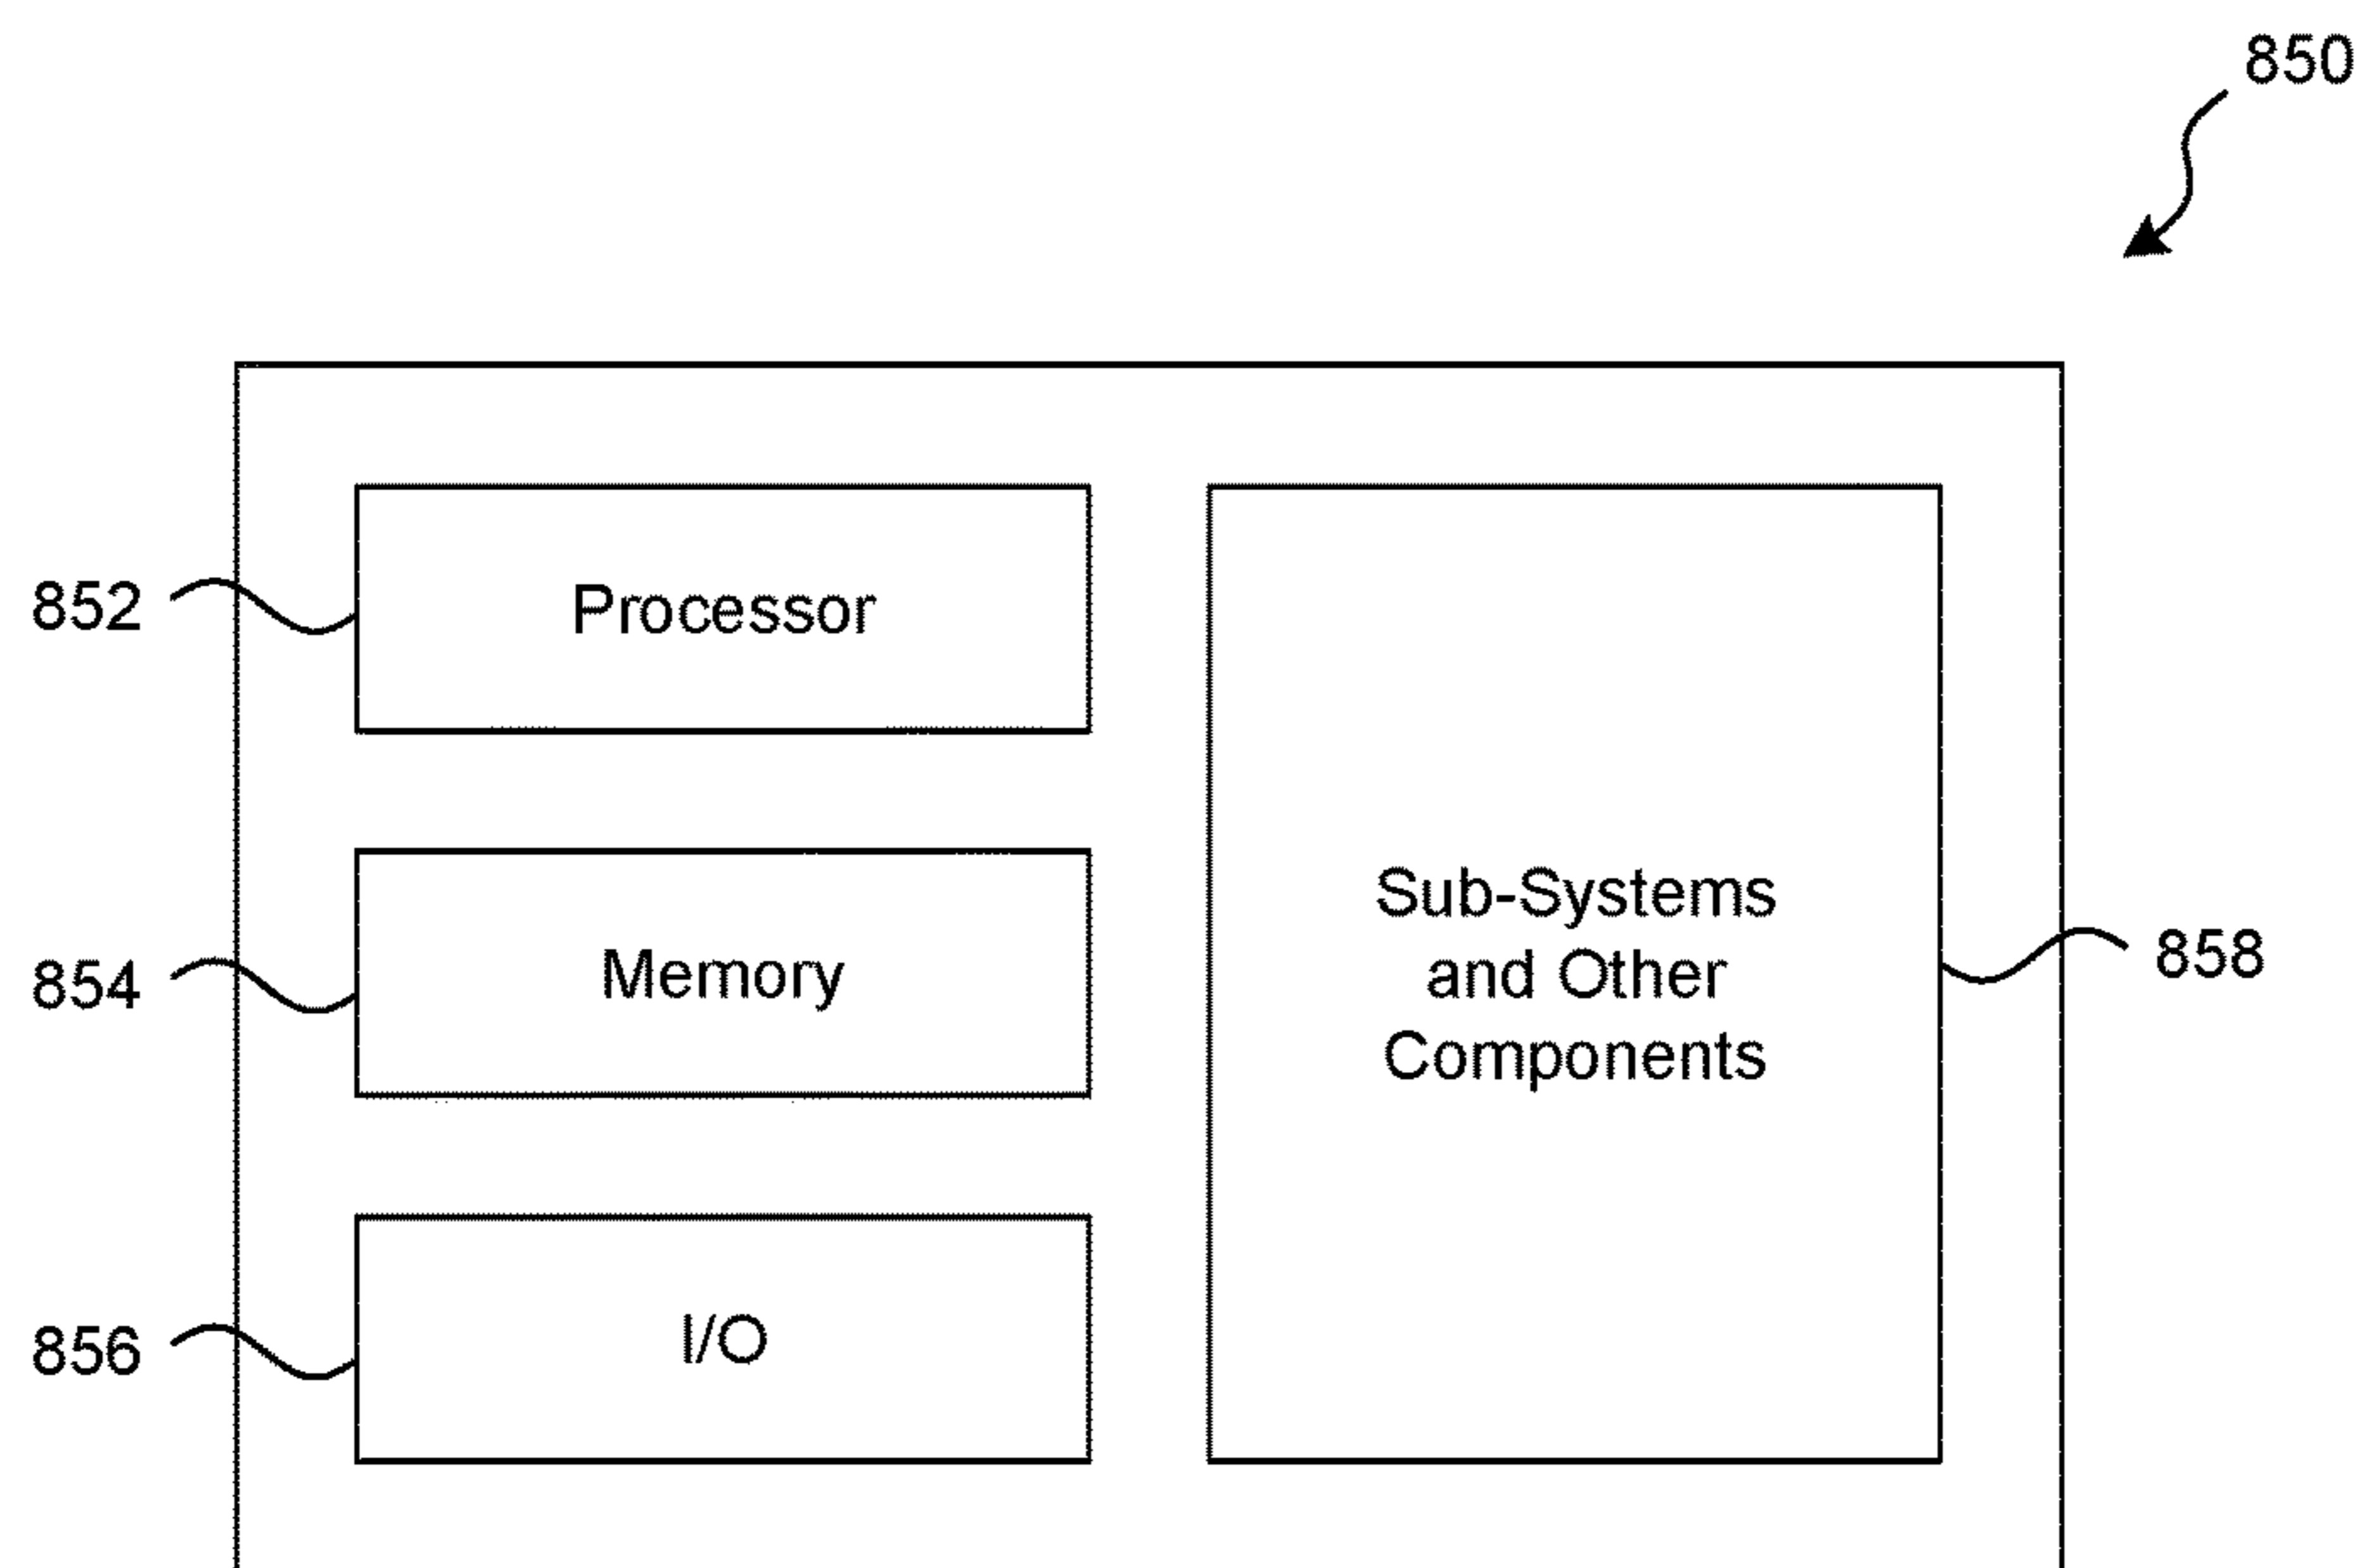 850
852
Processor
854
Memory
856
I/O
Sub-Systems
and Other
Components
858